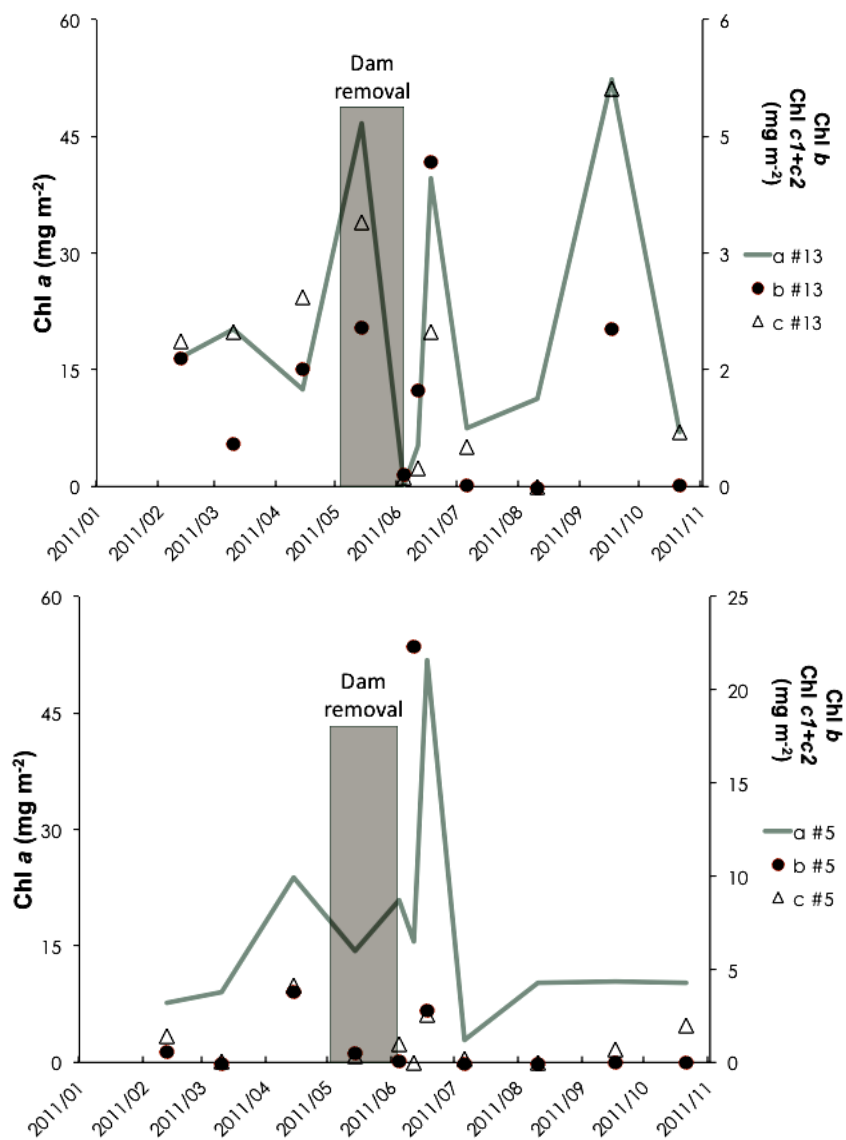 60
45
30
15
0
Chl a (mg m-2)
Dam
removal
6
5
3
2
0
Chl b
Chl c1+c2
(mg m-2)
a #13
b #13
c #13
2011/01
2011/02
2011/03
2011/04
2011/05
2011/06
2011/07
2011/08
2011/09
2011/10
2011/11
60
45
30
15
0
Chl a (mg m-2)
Dam
removal
25
20
15
10
5
0
Chl b
Chl c1+c2
(mg m-2)
a #5
b #5
c #5
2011/01
2011/02
2011/03
2011/04
2011/05
2011/06
2011/07
2011/08
2011/09
2011/10
2011/11